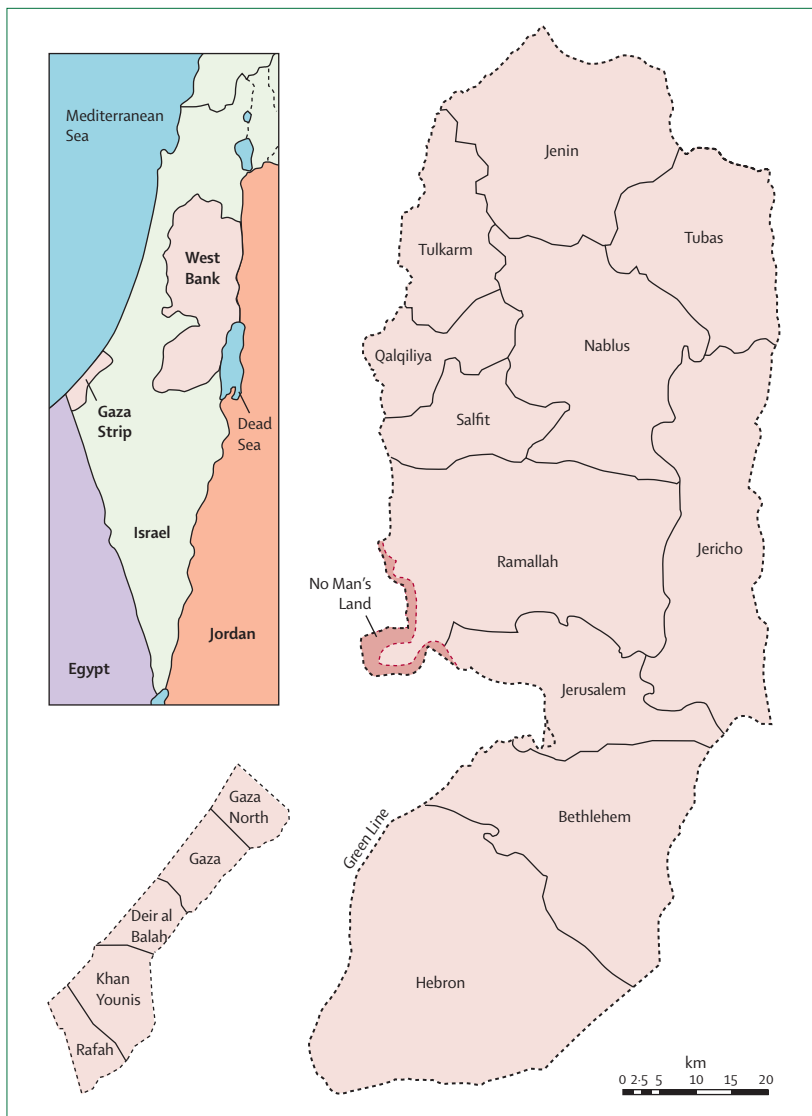 Mediterranean
Sea
West
Bank
Gaza
Strip
Dead
Sea
Israel
Jordan
Egypt
Jenin
Tubas
Tulkarm
Nablus
Qalqiliya
Salfit
Jericho
Ramallah
No Man's
Land
Jerusalem
Bethlehem
Green Line
Hebron
Gaza
North
Gaza
Deir al
Balah
Khan
Younis
Rafah
km
0 2·5 5 10 15 20